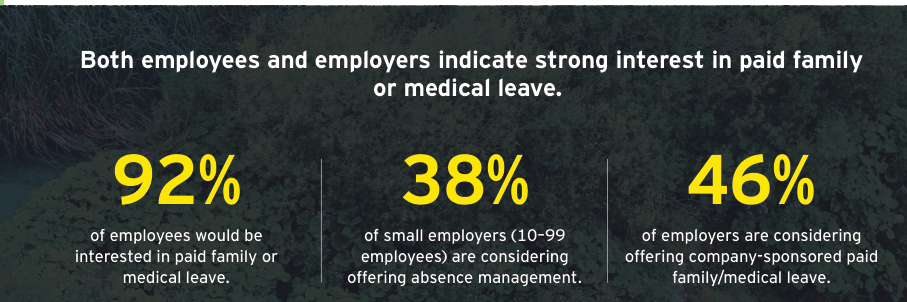 Both employees and employers indicate strong interest in paid family
or medical leave.
92%
of employees would be
interested in paid family or
medical leave.
38%
of small employers (10–99
employees) are considering
offering absence management.
46%
of employers are considering
offering company-sponsored paid
family/medical leave.